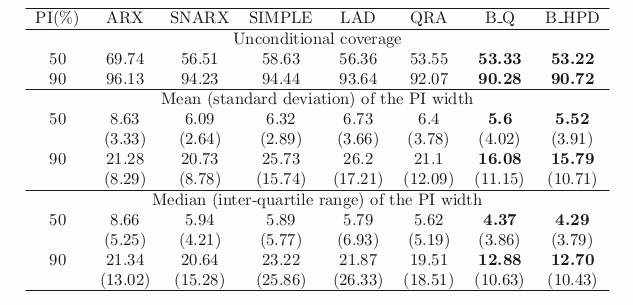 PI(%) ARX SNARX SIMPLE LAD QRA B_Q B_HPD
Unconditional coverage
50 69.74 56.51 58.63 56.36 53.55 53.33 53.22
90 96.13 94.23 94.44 93.64 92.07 90.28 90.72
Mean (standard deviation) of the PI width
50 8.63 6.09 6.32 6.73 6.4 5.6 5.52
(3.33) (2.64) (2.89) (3.66) (3.78) (4.02) (3.91)
90 21.28 20.73 25.73 26.2 21.1 16.08 15.79
(8.29) (8.78) (15.74) (17.21) (12.09) (11.15) (10.71)
Median (inter-quartile range) of the PI width
50 8.66 5.94 5.89 5.79 5.62 4.37 4.29
(5.25) (4.21) (5.77) (6.93) (5.19) (3.86) (3.79)
90 21.34 20.64 23.22 21.87 19.51 12.88 12.70
(13.02) (15.28) (25.86) (26.33) (18.51) (10.63) (10.43)